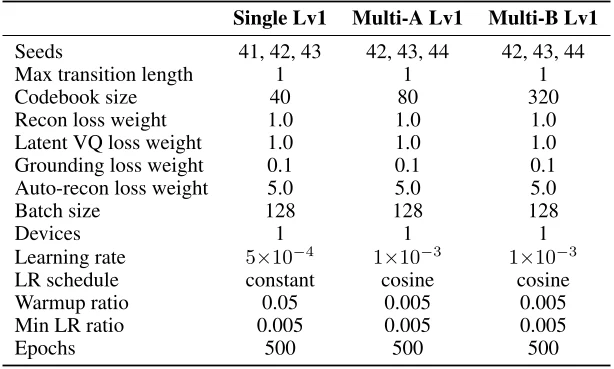 Single Lv1 Multi-A Lv1 Multi-B Lv1
Seeds 41, 42, 43 42, 43, 44 42, 43, 44
Max transition length 1 1 1
Codebook size 40 80 320
Recon loss weight 1.0 1.0 1.0
Latent VQ loss weight 1.0 1.0 1.0
Grounding loss weight 0.1 0.1 0.1
Auto-recon loss weight 5.0 5.0 5.0
Batch size 128 128 128
Devices 1 1 1
Learning rate 5×10⁻⁴ 1×10⁻³ 1×10⁻³
LR schedule constant cosine cosine
Warmup ratio 0.05 0.005 0.005
Min LR ratio 0.005 0.005 0.005
Epochs 500 500 500